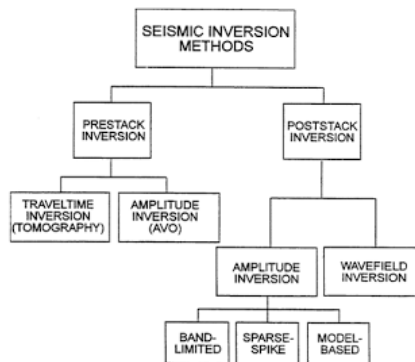 SEISMIC INVERSION
METHODS
PRESTACK
INVERSION
POSTSTACK
INVERSION
TRAVELTIME
INVERSION
(TOMOGRAPHY)
AMPLITUDE
INVERSION
(AVO)
AMPLITUDE
INVERSION
WAVEFIELD
INVERSION
BAND-
LIMITED
SPARSE-
SPIKE
MODEL-
BASED